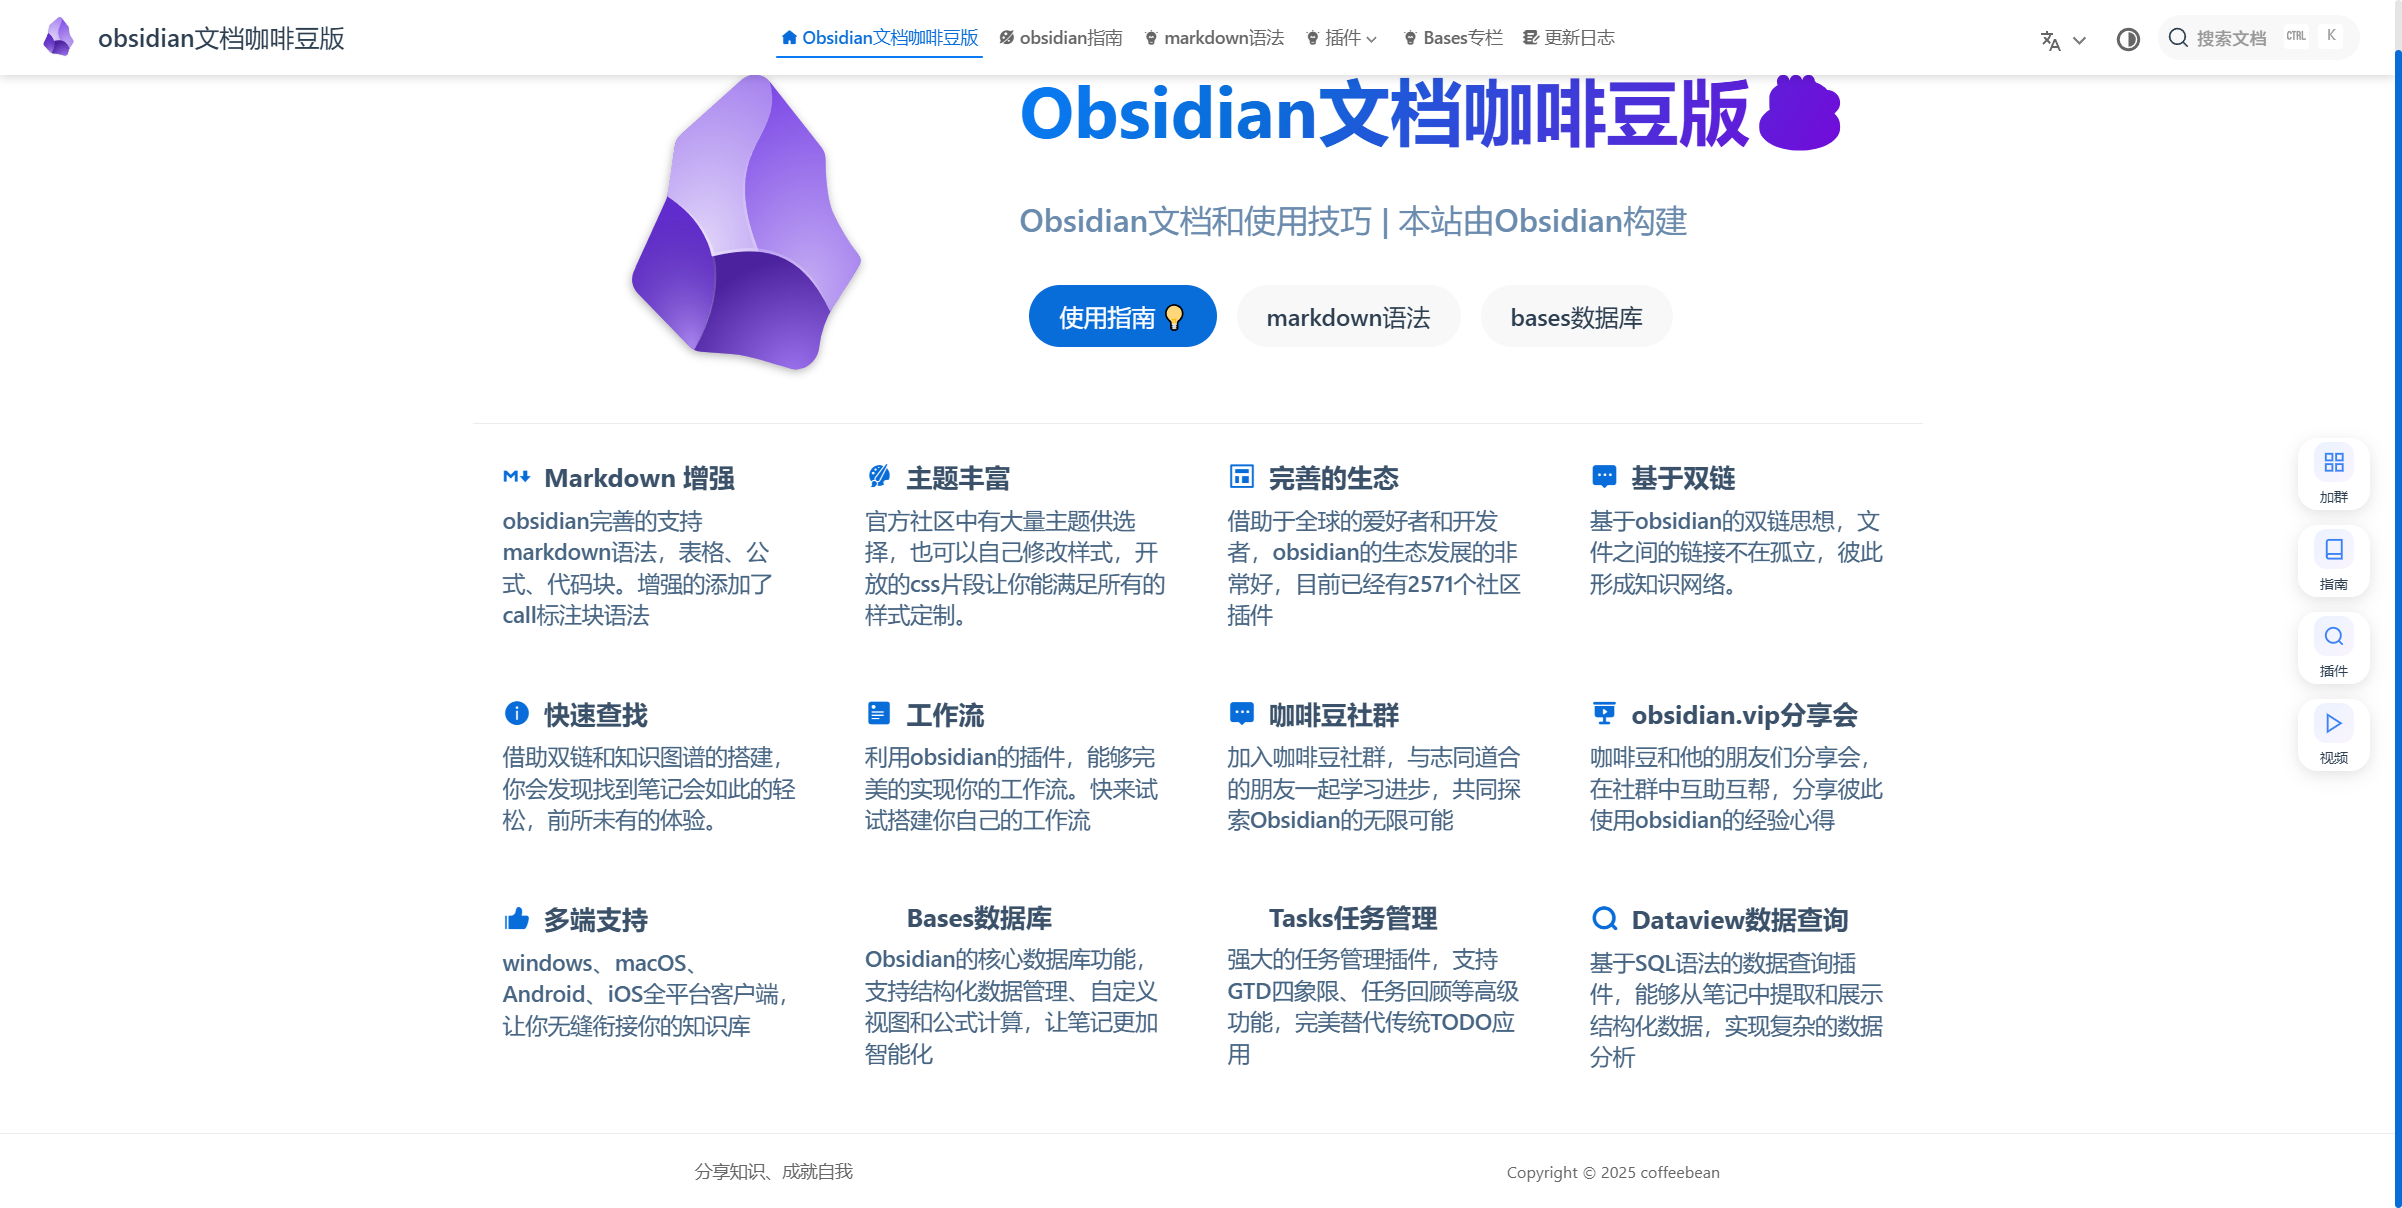 obsidian文档咖啡豆版
Obsidian文档咖啡豆版 obsidian指南 markdown语法 插件 Bases专栏 更新日志
搜索文档 CTRL K
Obsidian文档咖啡豆版
Obsidian文档和使用技巧 | 本站由Obsidian构建
使用指南 markdown语法 bases数据库
Markdown 增强
obsidian完善的支持
markdown语法，表格、公
式、代码块。增强的添加了
call标注块语法
主题丰富
官方社区中有大量主题供选
择，也可以自己修改样式，开
放的css片段让你能满足所有的
样式定制。
完善的生态
借助于全球的爱好者和开发
者，obsidian的生态发展的非
常好，目前已经有2571个社区
插件
基于双链
基于obsidian的双链思想，文
件之间的链接不在孤立，彼此
形成知识网络。
快速查找
借助双链和知识图谱的搭建，
你会发现找到笔记会如此的轻
松，前所未有的体验。
工作流
利用obsidian的插件，能够完
美的实现你的工作流。快来试
试搭建你自己的工作流
咖啡豆社群
加入咖啡豆社群，与志同道合
的朋友一起学习进步，共同探
索Obsidian的无限可能
obsidian.vip分享会
咖啡豆和他的朋友们分享会，
在社群中互助互帮，分享彼此
使用obsidian的经验心得
多端支持
windows、macOS、
Android、iOS全平台客户端，
让你无缝衔接你的知识库
Bases数据库
Obsidian的核心数据库功能，
支持结构化数据管理、自定义
视图和公式计算，让笔记更加
智能化
Tasks任务管理
强大的任务管理插件，支持
GTD四象限、任务回顾等高级
功能，完美替代传统TODO应
用
Dataview数据查询
基于SQL语法的数据查询插
件，能够从笔记中提取和展示
结构化数据，实现复杂的数据
分析
加群
指南
插件
视频
分享知识、成就自我
Copyright © 2025 coffeebean